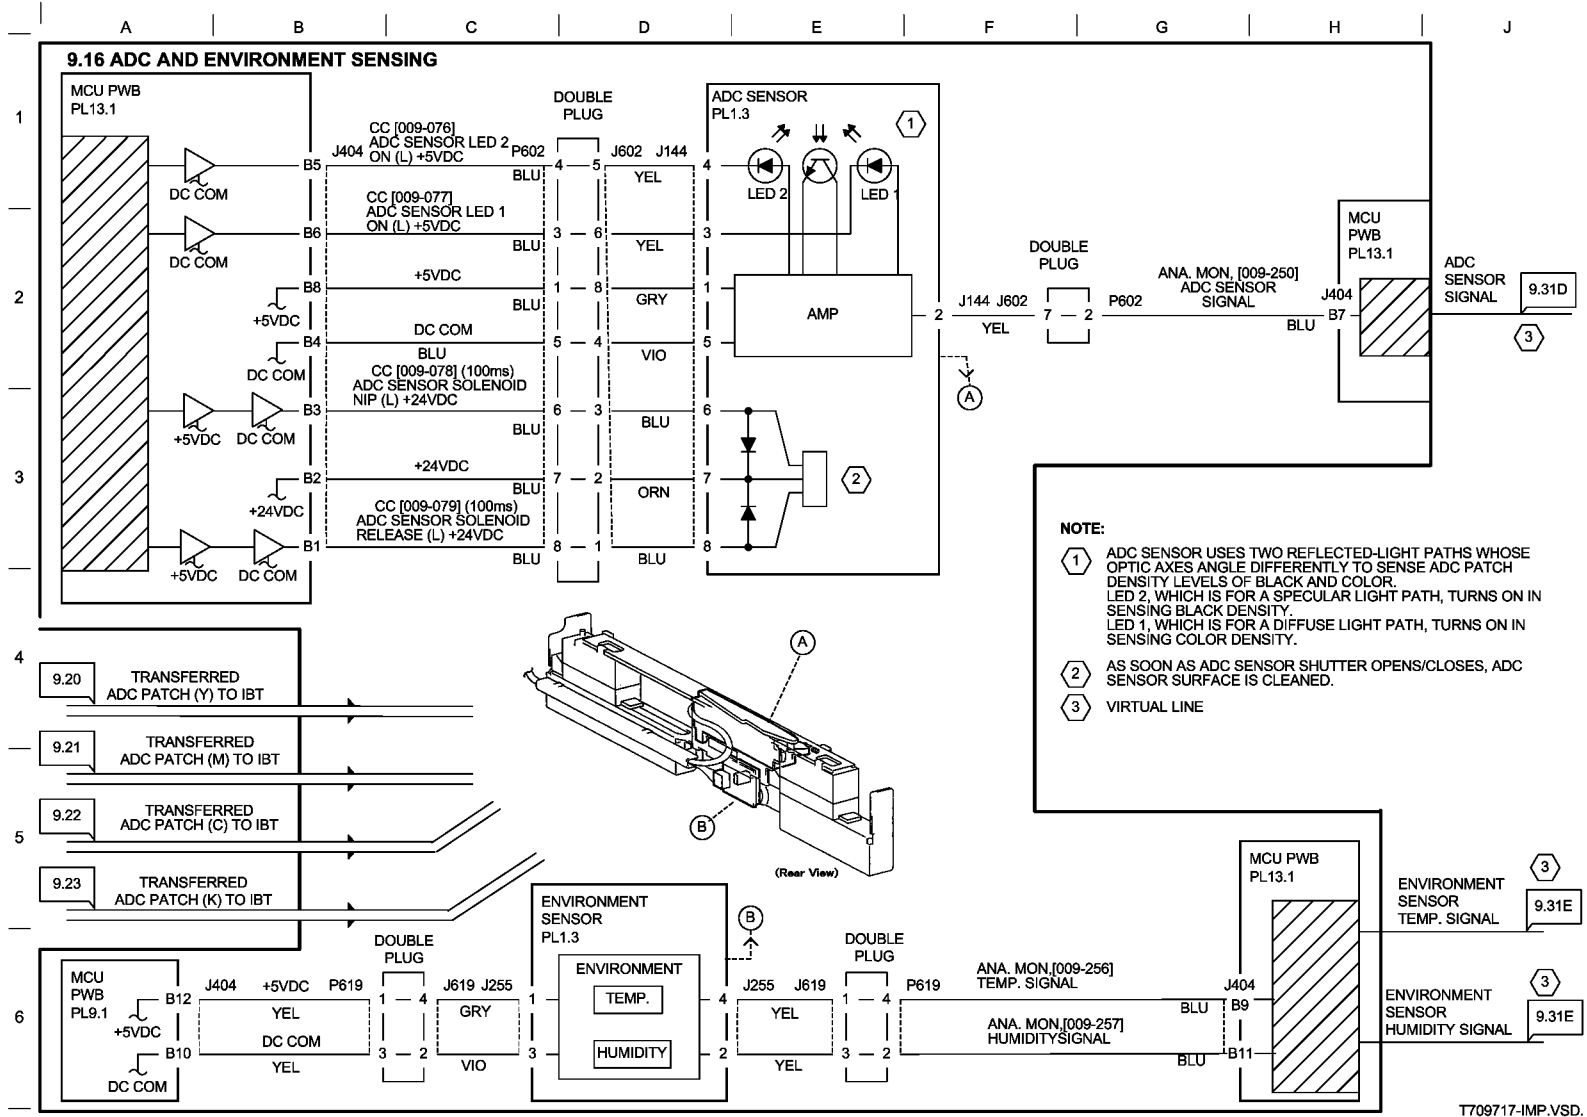 A B C D E F G H J
9.16 ADC AND ENVIRONMENT SENSING
1
2
3
4
5
6
MCU PWB
PL13.1
DC COM
DC COM
+5VDC
DC COM
+5VDC
DC COM
+24VDC
+5VDC
DC COM
B5
B6
B8
B4
B3
B2
B1
J404
CC [009-076]
ADC SENSOR LED 2
ON (L) +5VDC
P602
BLU
CC [009-077]
ADC SENSOR LED 1
ON (L) +5VDC
BLU
+5VDC
BLU
DC COM
BLU
CC [009-078] (100ms)
ADC SENSOR SOLENOID
NIP (L) +24VDC
BLU
+24VDC
BLU
CC [009-079] (100ms)
ADC SENSOR SOLENOID
RELEASE (L) +24VDC
BLU
DOUBLE
PLUG
4 5
3 6
1 8
5 4
6 3
7 2
8 1
J602 J144
YEL
YEL
GRY
VIO
BLU
ORN
BLU
ADC SENSOR
PL1.3
1
4
3
1
5
6
7
8
LED 2
LED 1
AMP
2
2
A
J144 J602
YEL
DOUBLE
PLUG
7 2
P602
ANA. MON, [009-250]
ADC SENSOR
SIGNAL
BLU
J404
B7
MCU
PWB
PL13.1
ADC
SENSOR
SIGNAL
9.31D
3
NOTE:
1
ADC SENSOR USES TWO REFLECTED-LIGHT PATHS WHOSE
OPTIC AXES ANGLE DIFFERENTLY TO SENSE ADC PATCH
DENSITY LEVELS OF BLACK AND COLOR.
LED 2, WHICH IS FOR A SPECULAR LIGHT PATH, TURNS ON IN
SENSING BLACK DENSITY.
LED 1, WHICH IS FOR A DIFFUSE LIGHT PATH, TURNS ON IN
SENSING COLOR DENSITY.
2
AS SOON AS ADC SENSOR SHUTTER OPENS/CLOSES, ADC
SENSOR SURFACE IS CLEANED.
3
VIRTUAL LINE
9.20
TRANSFERRED
ADC PATCH (Y) TO IBT
9.21
TRANSFERRED
ADC PATCH (M) TO IBT
9.22
TRANSFERRED
ADC PATCH (C) TO IBT
9.23
TRANSFERRED
ADC PATCH (K) TO IBT
A
B
(Rear View)
MCU
PWB
PL9.1
+5VDC
DC COM
B12
B10
J404 +5VDC P619
YEL
DC COM
YEL
DOUBLE
PLUG
1 4
3 2
J619 J255
GRY
VIO
ENVIRONMENT
SENSOR
PL1.3
1
3
ENVIRONMENT
TEMP.
HUMIDITY
4
2
B
J255 J619
YEL
YEL
DOUBLE
PLUG
1 4
3 2
P619
ANA. MON,[009-256]
TEMP. SIGNAL
BLU
ANA. MON,[009-257]
HUMIDITYSIGNAL
BLU
J404
B9
B11
MCU PWB
PL13.1
ENVIRONMENT
SENSOR
TEMP. SIGNAL
3
9.31E
ENVIRONMENT
SENSOR
HUMIDITY SIGNAL
3
9.31E
T709717-IMP.VSD.